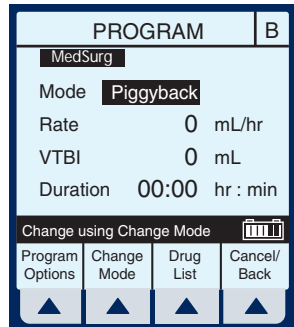 PROGRAM B
MedSurg
Mode Piggyback
Rate 0 mL/hr
VTBI 0 mL
Duration 00:00 hr : min
Change using Change Mode
Program Options Change Mode Drug List Cancel/ Back